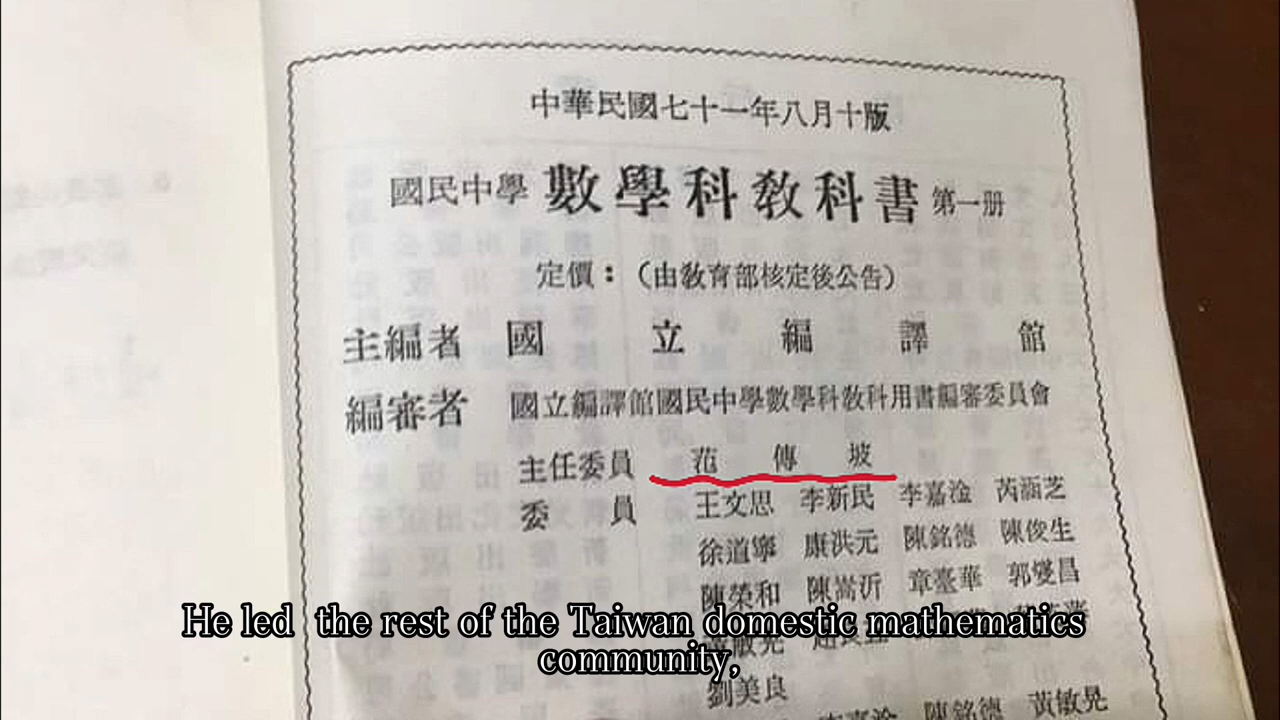 中華民國七十一年八月十版
國民中學 數學科教科書 第一册
定價：（由教育部核定後公告）
主編者 國立編譯館
編審者 國立編譯館國民中學數學科教科用書編審委員會
主任委員 范傳坡
委員 王文思 李新民 李嘉淦 芮涵芝
徐道寧 康洪元 陳銘德 陳俊生
陳榮和 陳嵩沂 章臺華 郭燮昌
劉美良
陳銘德 黃敏晃
He led the rest of the Taiwan domestic mathematics
community,